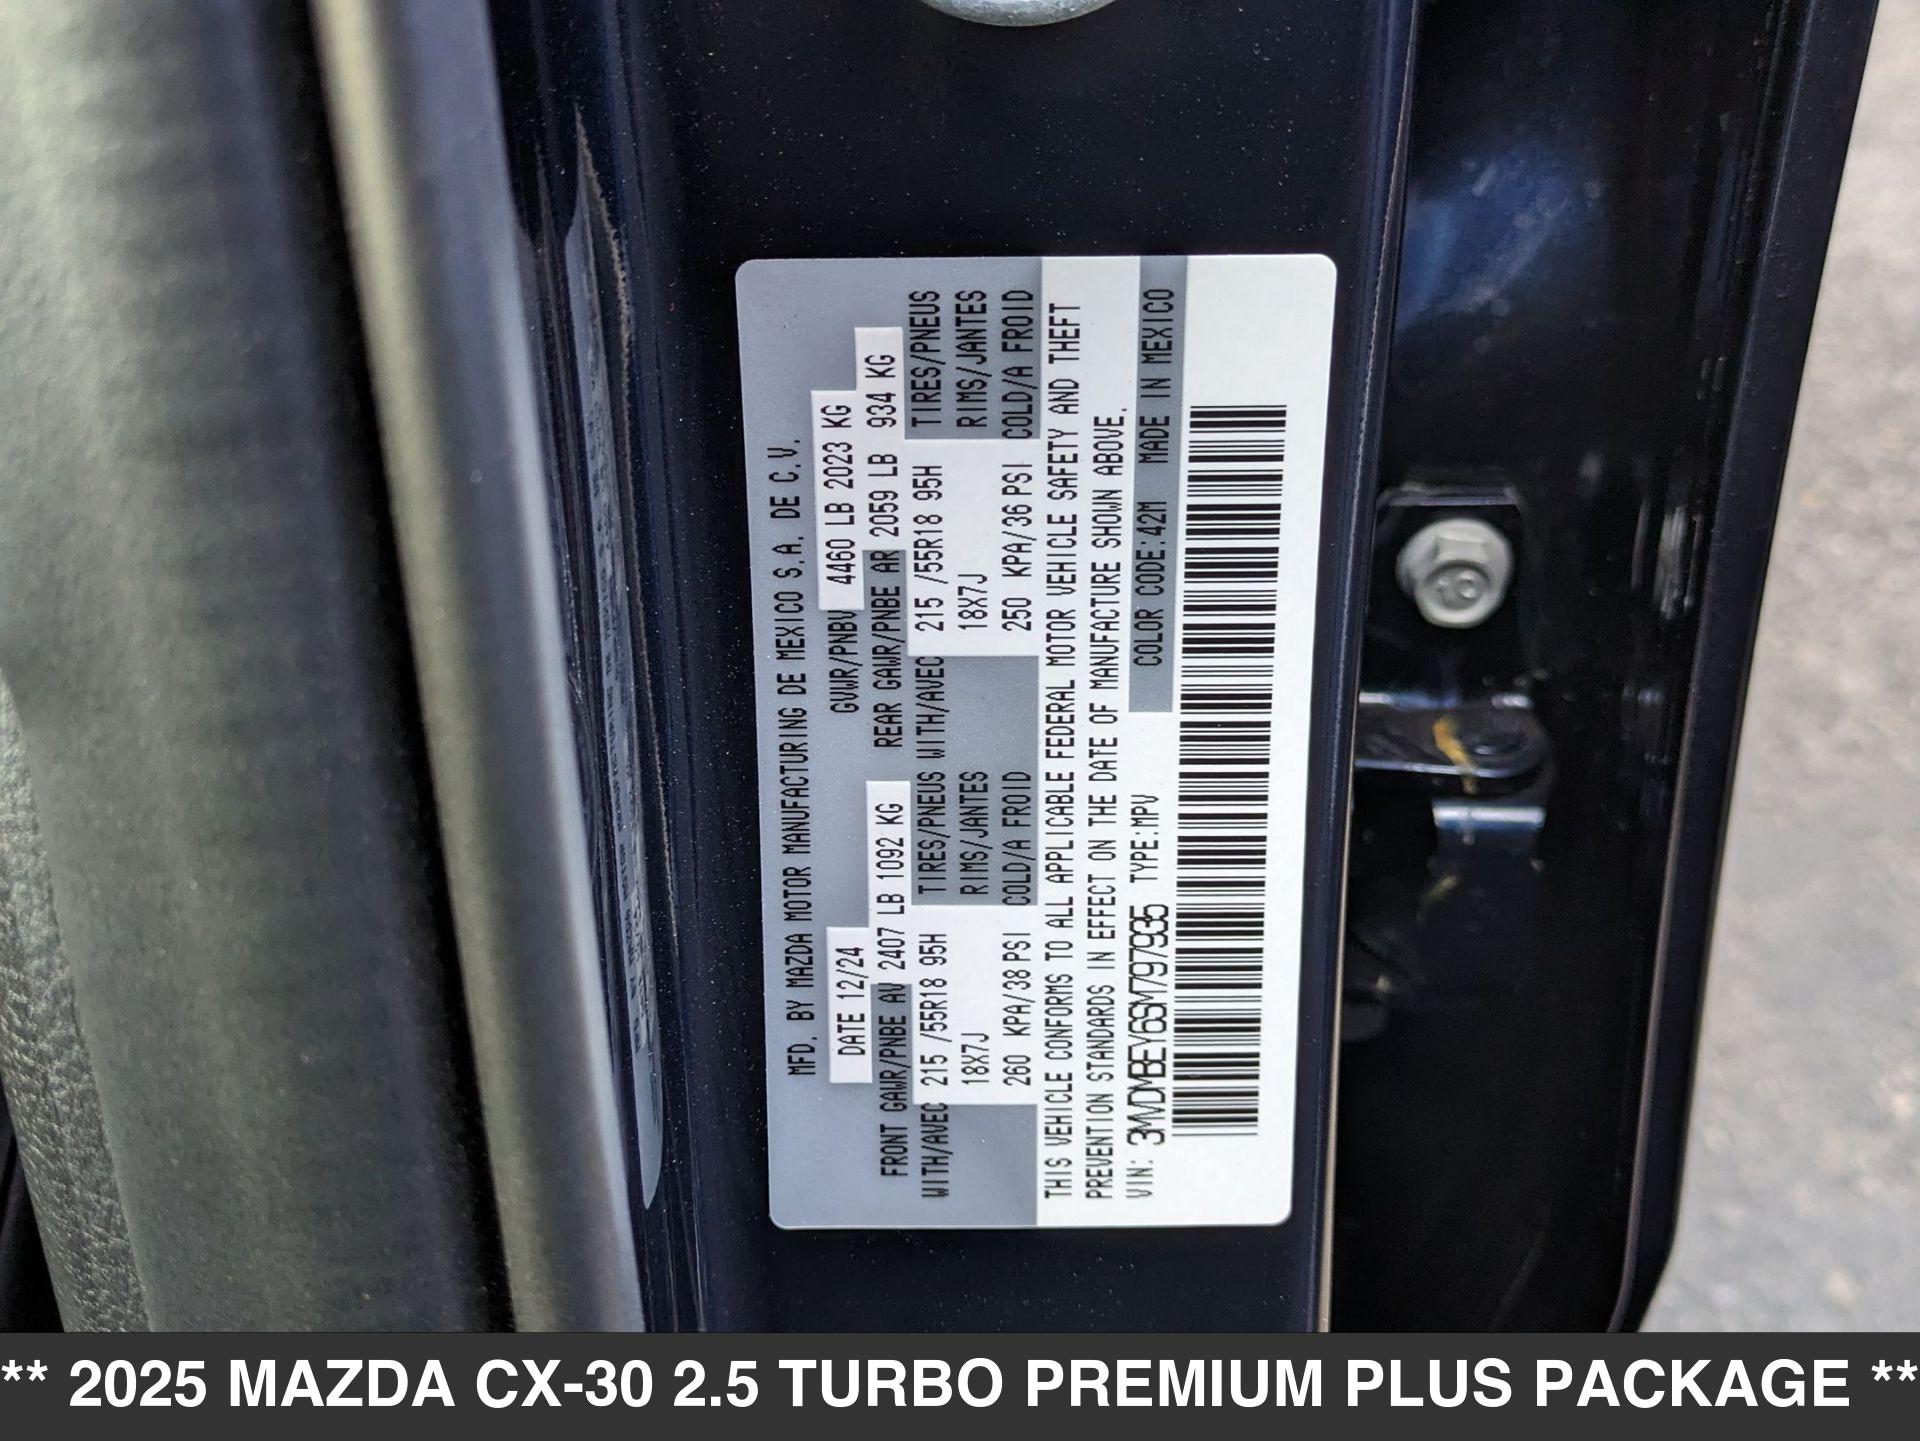 MFD. BY MAZDA MOTOR MANUFACTURING DE MEXICO S.A. DE C.V.
DATE 12/24 GVWR/PNBV 4460 LB 2023 KG
FRONT GAWR/PNBE AV 2407 LB 1092 KG REAR GAWR/PNBE AR 2059 LB 934 KG
WITH/AVEC 215 /55R18 95H TIRES/PNEUS WITH/AVEC 215 /55R18 95H TIRES/PNEUS
18X7J RIMS/JANTES 18X7J RIMS/JANTES
260 KPA/38 PSI COLD/A FROID 250 KPA/36 PSI COLD/A FROID
THIS VEHICLE CONFORMS TO ALL APPLICABLE FEDERAL MOTOR VEHICLE SAFETY AND THEFT
PREVENTION STANDARDS IN EFFECT ON THE DATE OF MANUFACTURE SHOWN ABOVE.
VIN: 3MVDMBEY6SM797935 TYPE:MPV COLOR CODE:42M MADE IN MEXICO
** 2025 MAZDA CX-30 2.5 TURBO PREMIUM PLUS PACKAGE **